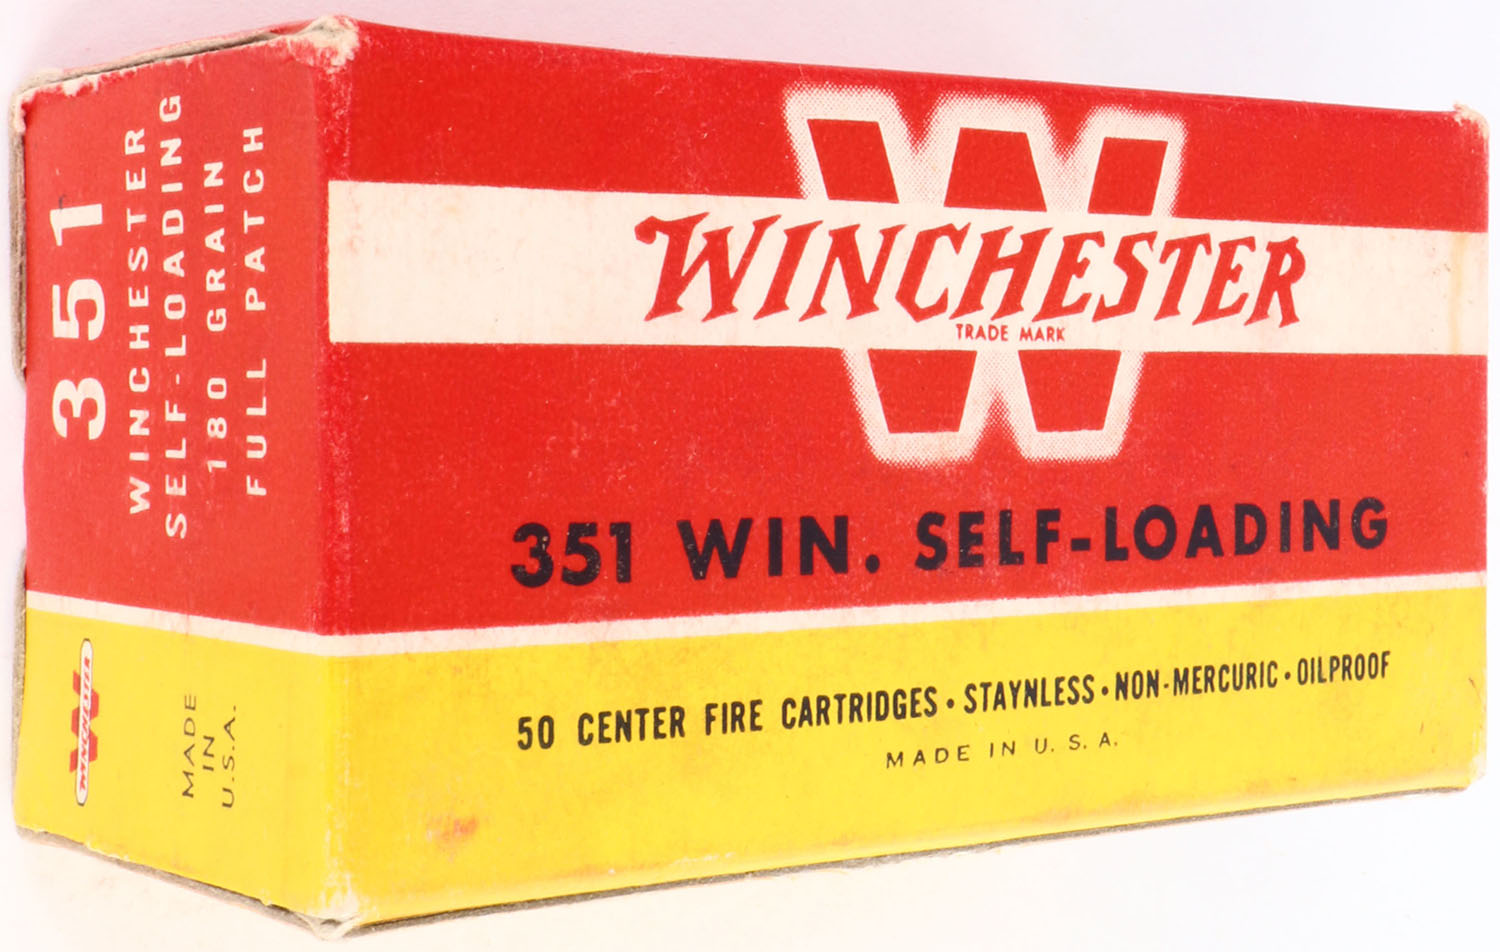 351
WINCHESTER
SELF-LOADING
180 GRAIN
FULL PATCH
WINCHESTER
MADE
IN
U.S.A.
W
WINCHESTER
TRADE MARK
351 WIN. SELF-LOADING
50 CENTER FIRE CARTRIDGES • STAYNLESS • NON-MERCURIC • OILPROOF
MADE IN U. S. A.